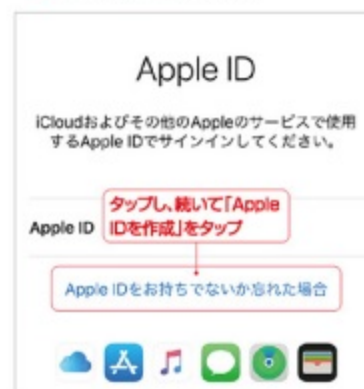 Apple ID
iCloudおよびその他のAppleのサービスで使用
するApple IDでサインインしてください。
タップし、続いて「Apple
IDを作成」をタップ
Apple ID
Apple IDをお持ちでないか忘れた場合